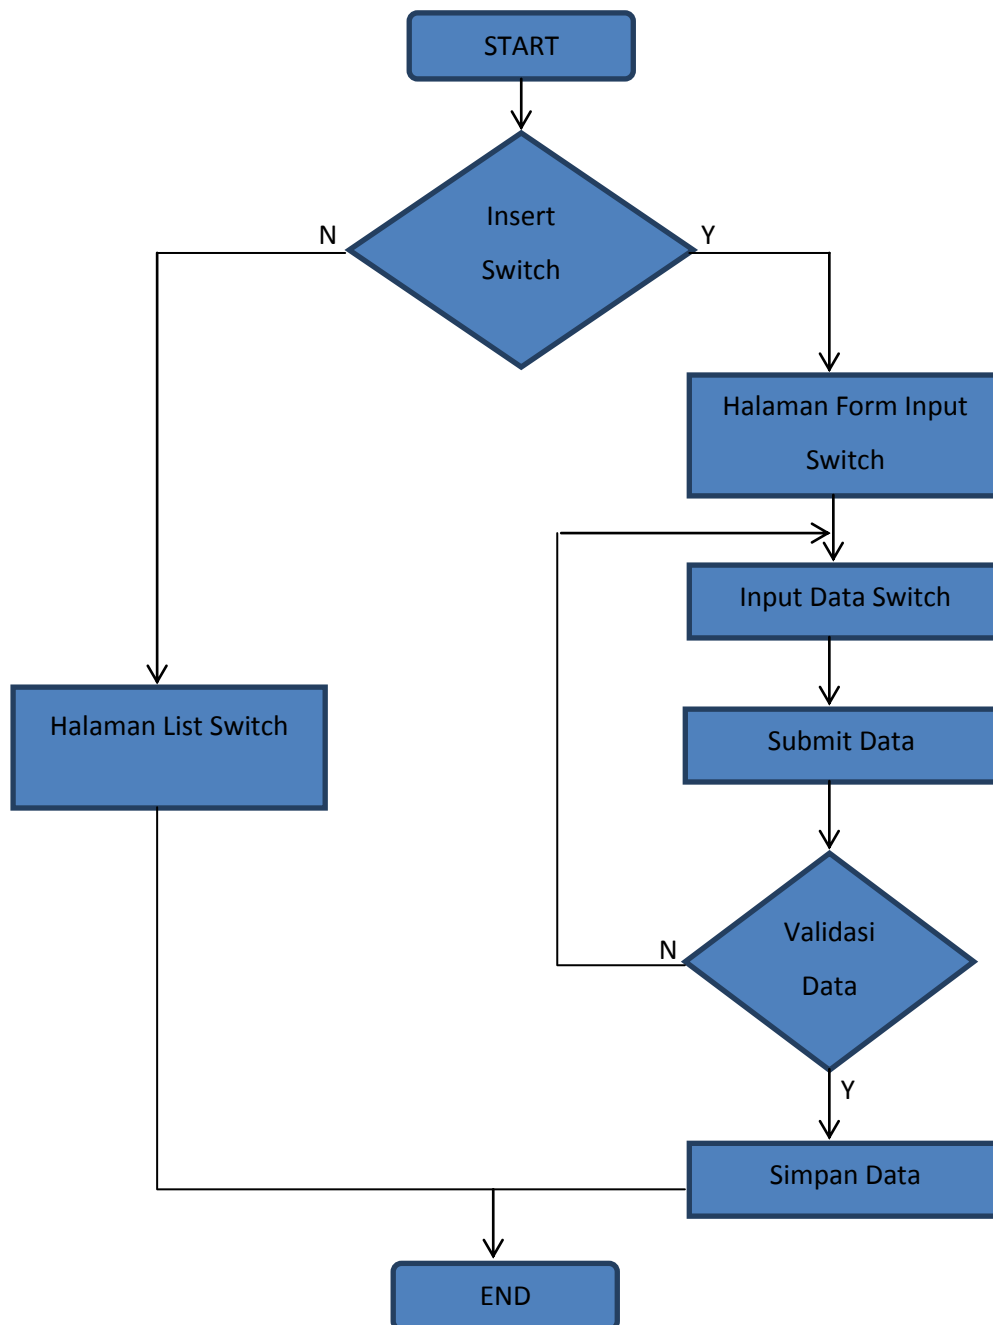 START
Insert
Switch
N
Y
Halaman Form Input
Switch
Input Data Switch
Halaman List Switch
Submit Data
Validasi
Data
N
Y
Simpan Data
END